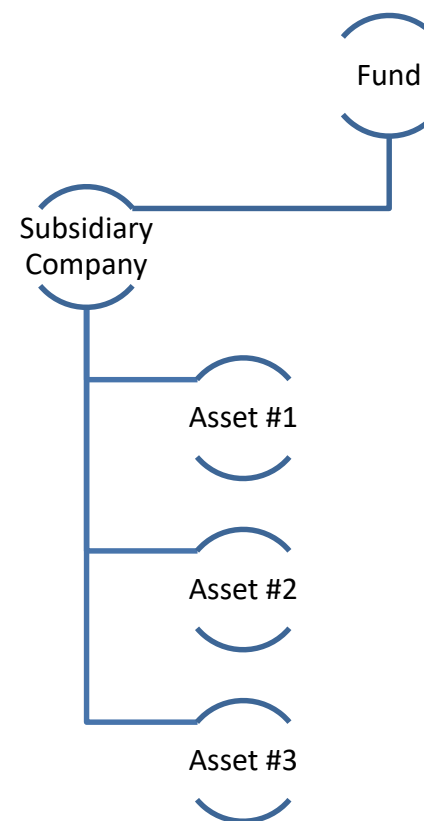 Fund
Subsidiary
Company
Asset #1
Asset #2
Asset #3